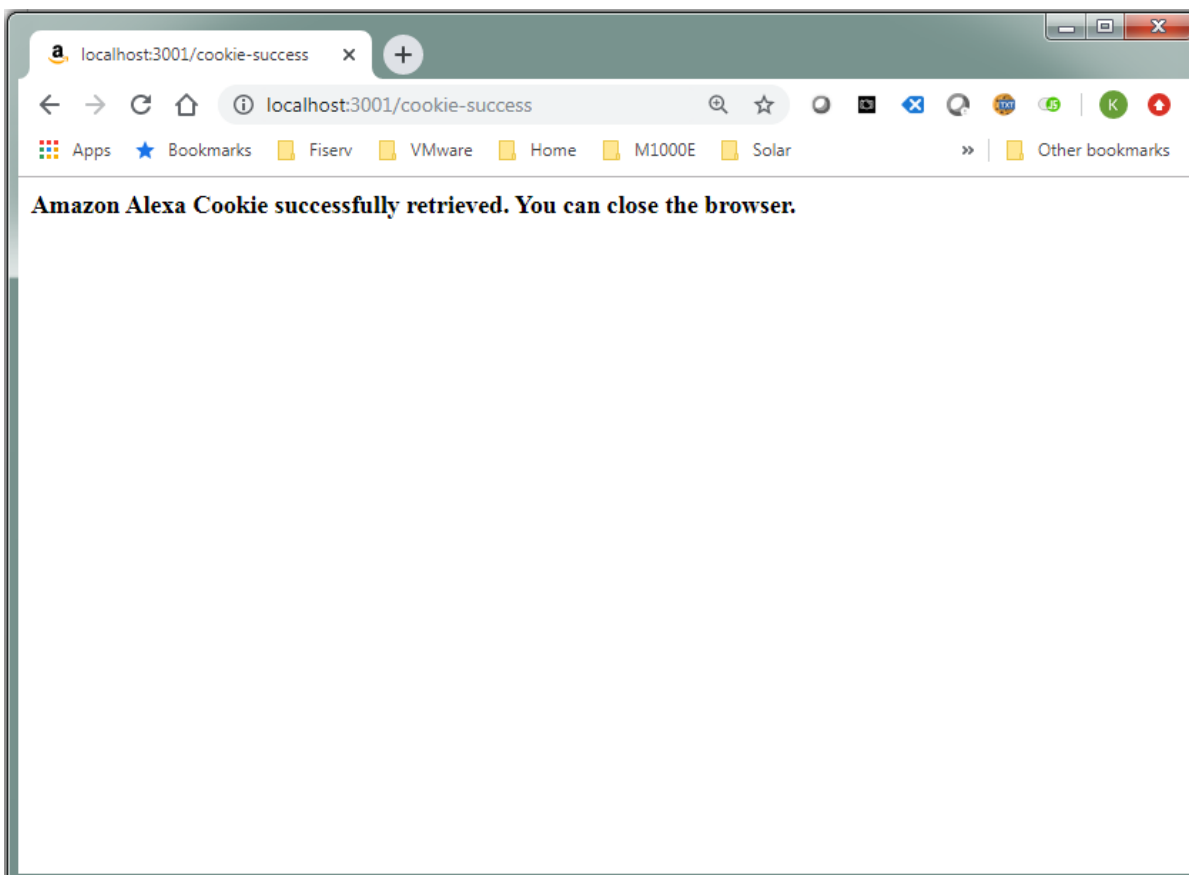 localhost:3001/cookie-success
localhost:3001/cookie-success
K
Apps Bookmarks Fiserv VMware Home M1000E Solar » Other bookmarks
Amazon Alexa Cookie successfully retrieved. You can close the browser.